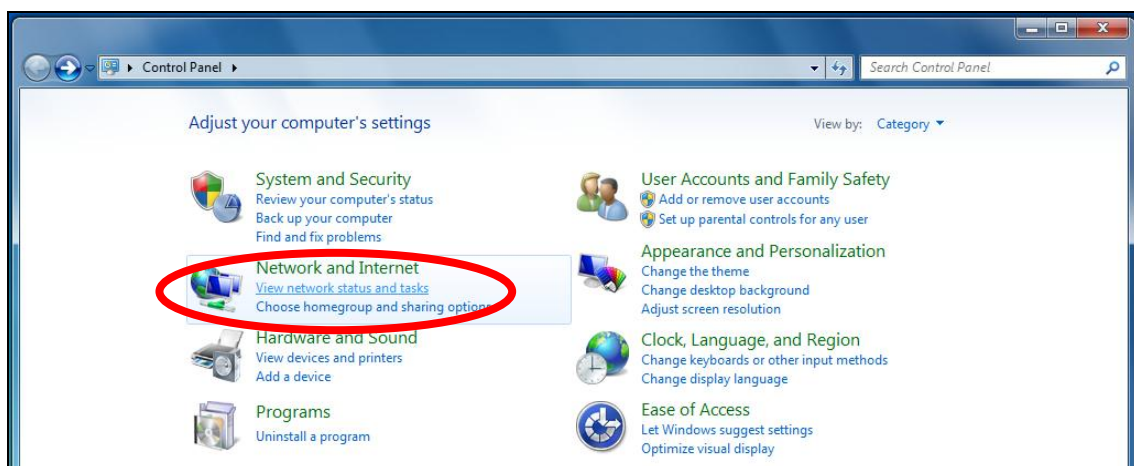 Control Panel
Search Control Panel
Adjust your computer's settings
View by: Category
System and Security
Review your computer's status
Back up your computer
Find and fix problems
Network and Internet
View network status and tasks
Choose homegroup and sharing options
Hardware and Sound
View devices and printers
Add a device
Programs
Uninstall a program
User Accounts and Family Safety
Add or remove user accounts
Set up parental controls for any user
Appearance and Personalization
Change the theme
Change desktop background
Adjust screen resolution
Clock, Language, and Region
Change keyboards or other input methods
Change display language
Ease of Access
Let Windows suggest settings
Optimize visual display